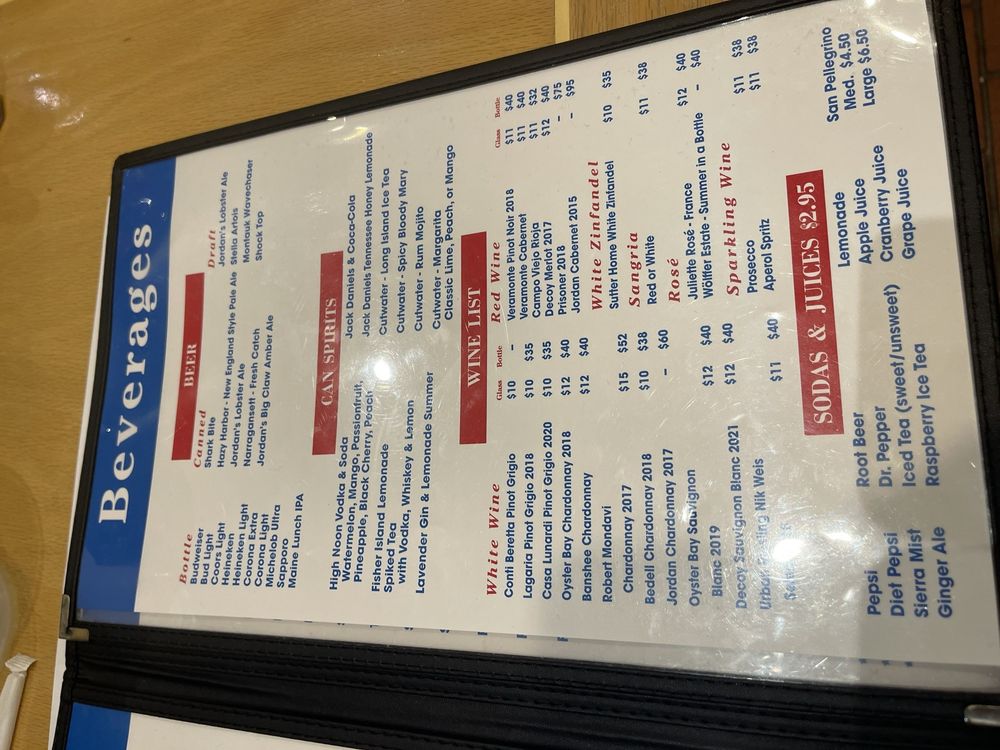 Beverages
BEER
Bottle
Budweiser
Bud Light
Coors Light
Heineken
Heineken Light
Corona Extra
Corona Light
Michelob Ultra
Sapporo
Maine Lunch IPA
Canned
Shark Bite
Hazy Harbor - New England Style Pale Ale
Jordan's Lobster Ale
Narragansett - Fresh Catch
Jordan's Big Claw Amber Ale
Draft
Jordan's Lobster Ale
Stella Artois
Montauk Wavechaser
Shock Top
CAN SPIRITS
High Noon Vodka & Soda
Watermelon, Mango, Passionfruit,
Pineapple, Black Cherry, Peach
Fisher Island Lemonade
Spiked Tea
with Vodka, Whiskey & Lemon
Lavender Gin & Lemonade Summer
Jack Daniels & Coca-Cola
Jack Daniels Tennessee Honey Lemonade
Cutwater - Long Island Ice Tea
Cutwater - Spicy Bloody Mary
Cutwater - Rum Mojito
Cutwater - Margarita
Classic Lime, Peach, or Mango
WINE LIST
White Wine Glass Bottle
Conti Beretta Pinot Grigio $10 –
Lagaria Pinot Grigio 2018 $10 $35
Casa Lunardi Pinot Grigio 2020 $10 $35
Oyster Bay Chardonnay 2018 $12 $40
Banshee Chardonnay $12 $40
Robert Mondavi
Chardonnay 2017 $15 $52
Bedell Chardonnay 2018 $10 $38
Jordan Chardonnay 2017 – $60
Oyster Bay Sauvignon
Blanc 2019 $12 $40
Decoy Sauvignon Blanc 2021 $12 $40
Urban Riesling Nik Weis
$11 $40
Red Wine Glass Bottle
Veramonte Pinot Noir 2018 $11 $40
Veramonte Cabernet $11 $40
Campo Viejo Rioja $11 $32
Decoy Merlot 2017 $12 $40
Prisoner 2018 – $75
Jordan Cabernet 2015 – $95
White Zinfandel
Sutter Home White Zinfandel $10 $35
Sangria
Red or White $11 $38
Rosé
Juliette Rosé - France $12 $40
Wölffer Estate - Summer in a Bottle – $40
Sparkling Wine
Prosecco $11 $38
Aperol Spritz $11 $38
SODAS & JUICES $2.95
Pepsi
Diet Pepsi
Sierra Mist
Ginger Ale
Root Beer
Dr. Pepper
Iced Tea (sweet/unsweet)
Raspberry Ice Tea
Lemonade
Apple Juice
Cranberry Juice
Grape Juice
San Pellegrino
Med. $4.50
Large $6.50